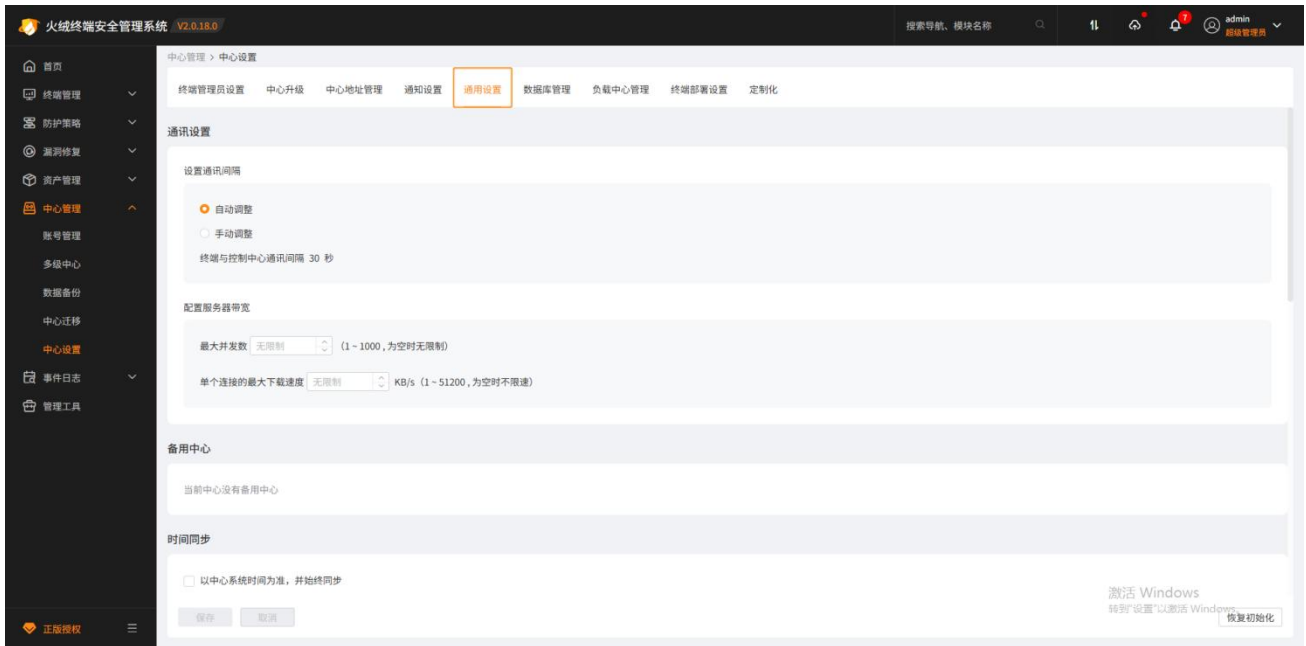 火绒终端安全管理系统 V2.0.18.0
搜索导航、模块名称
7
admin
超级管理员
首页
终端管理
防护策略
漏洞修复
资产管理
中心管理
账号管理
多级中心
数据备份
中心迁移
中心设置
事件日志
管理工具
正版授权
中心管理 > 中心设置
终端管理员设置 中心升级 中心地址管理 通知设置 通用设置 数据库管理 负载中心管理 终端部署设置 定制化
通讯设置
设置通讯间隔
自动调整
手动调整
终端与控制中心通讯间隔 30 秒
配置服务器带宽
最大并发数 无限制 (1 ~ 1000 , 为空时无限制)
单个连接的最大下载速度 无限制 KB/s (1 ~ 51200 , 为空时不限速)
备用中心
当前中心没有备用中心
时间同步
以中心系统时间为准，并始终同步
保存 取消
激活 Windows
转到"设置"以激活 Windows。
恢复初始化